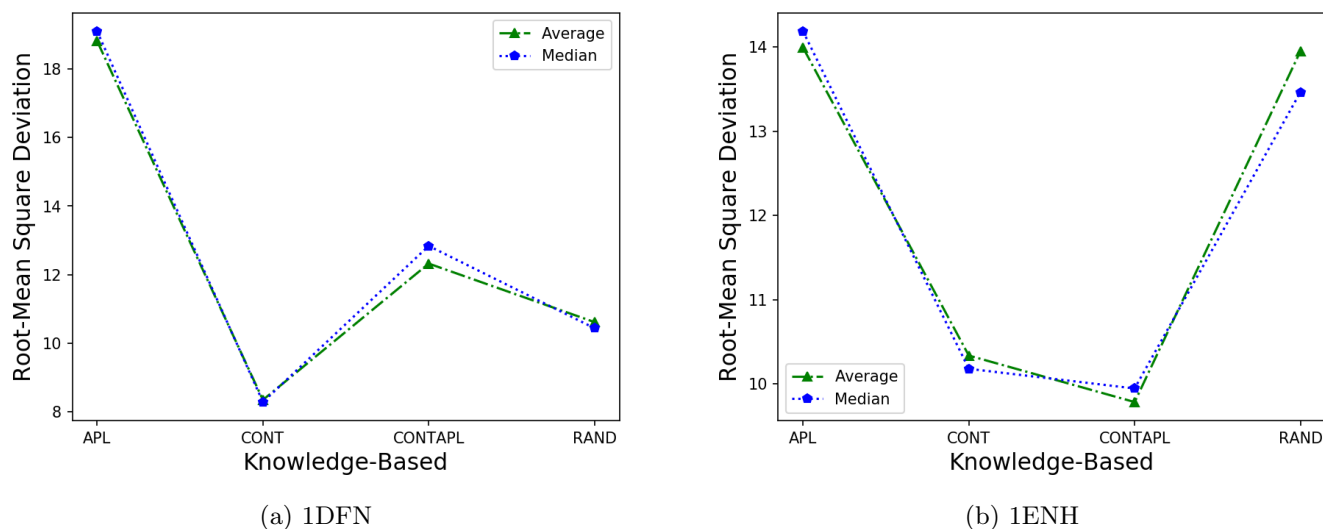 Root-Mean Square Deviation
18
16
14
12
10
8
Average
Median
APL CONT CONTAPL RAND
Knowledge-Based
(a) 1DFN
Root-Mean Square Deviation
14
13
12
11
10
Average
Median
APL CONT CONTAPL RAND
Knowledge-Based
(b) 1ENH